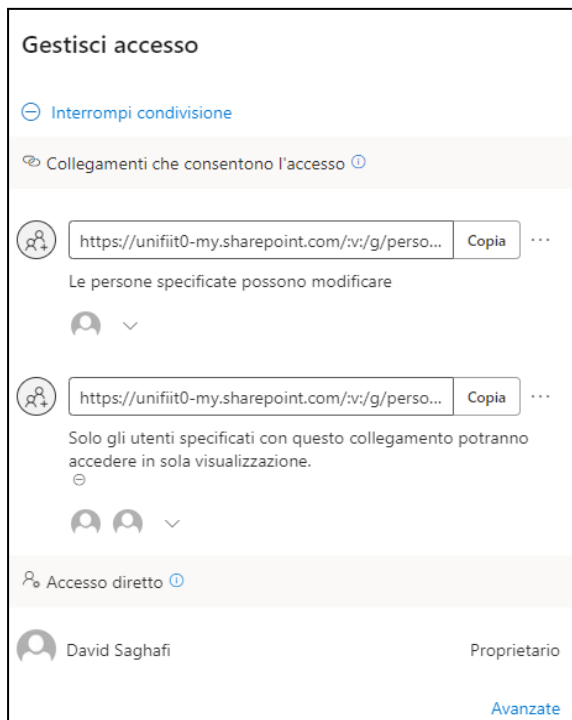 Gestisci accesso
Interrompi condivisione
Collegamenti che consentono l'accesso
https://unifiit0-my.sharepoint.com/:v:/g/perso... Copia ...
Le persone specificate possono modificare
https://unifiit0-my.sharepoint.com/:v:/g/perso... Copia ...
Solo gli utenti specificati con questo collegamento potranno
accedere in sola visualizzazione.
Accesso diretto
David Saghafi Proprietario
Avanzate